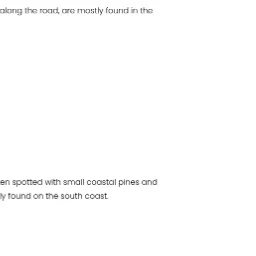 along the road, are mostly found in the
en spotted with small coastal pines and
ly found on the south coast.